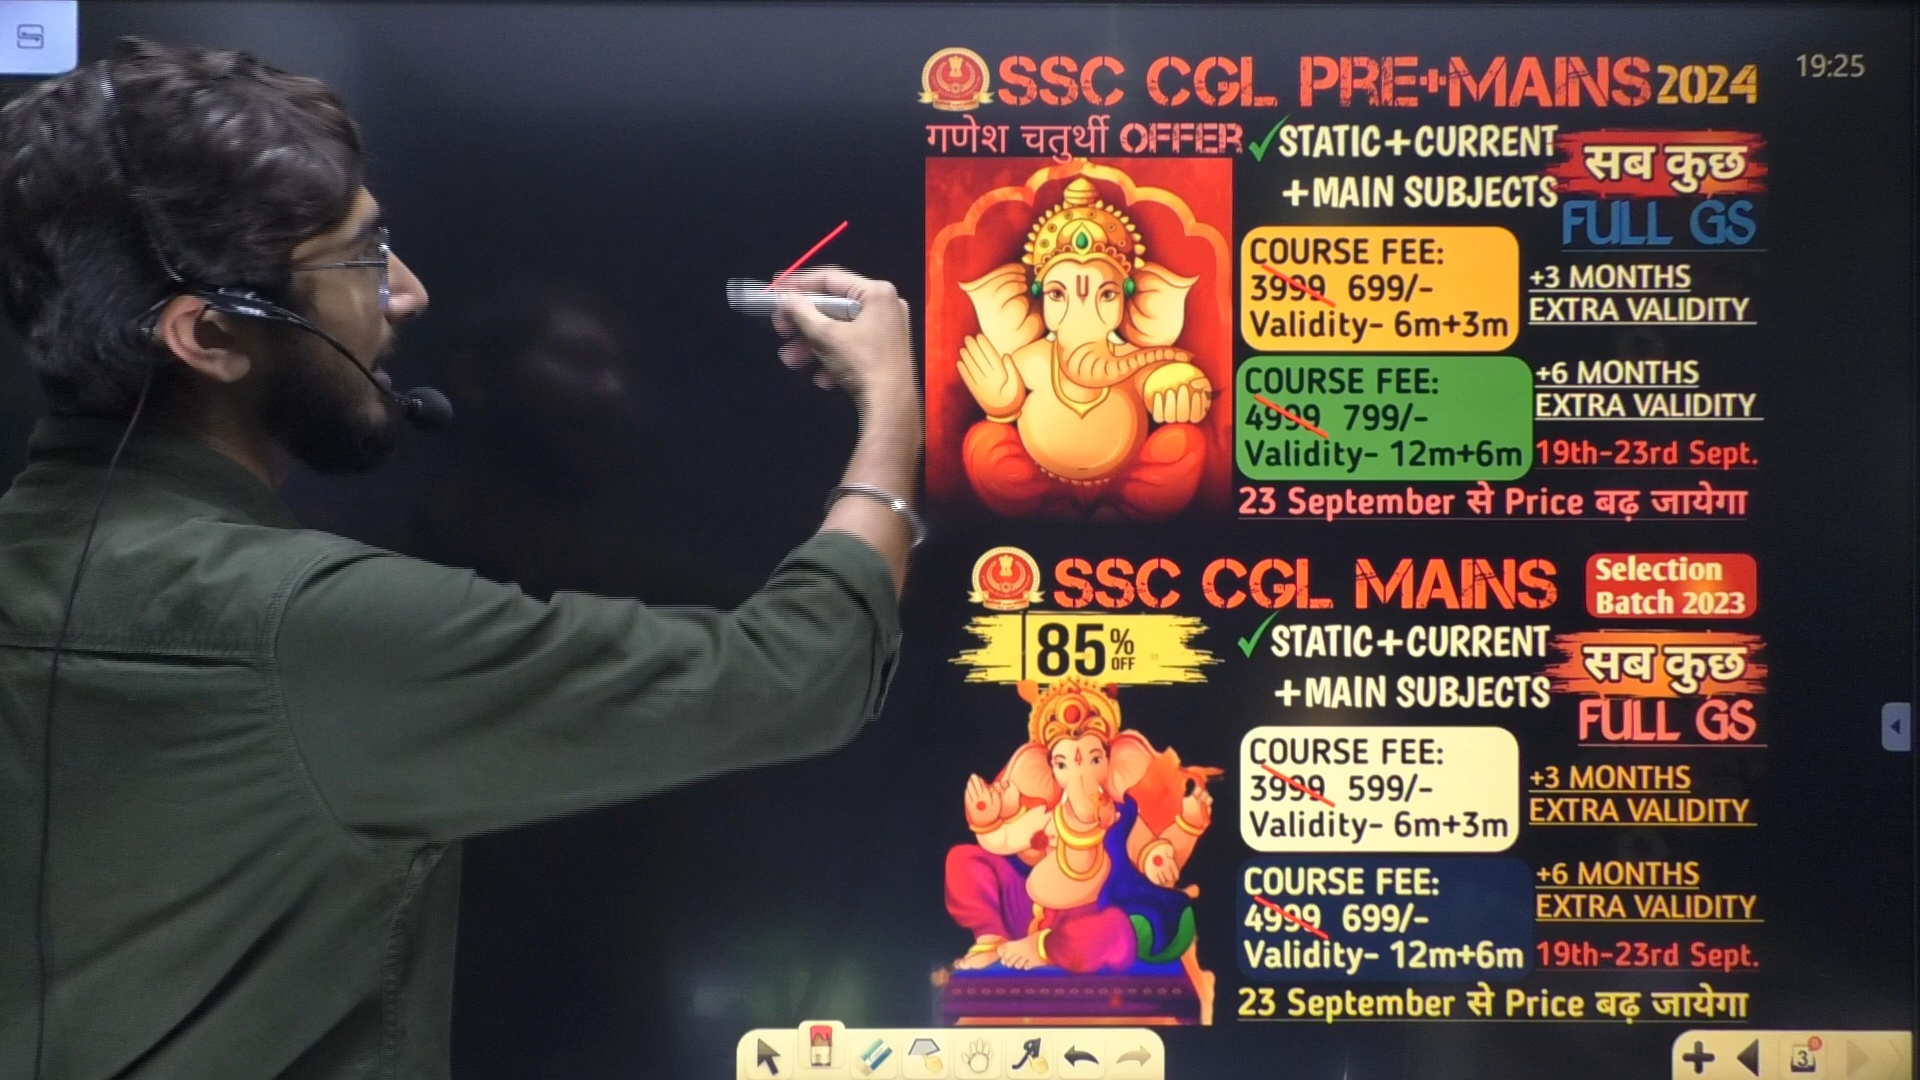 19:25
SSC CGL PRE+MAINS 2024
गणेश चतुर्थी OFFER
STATIC+CURRENT
+MAIN SUBJECTS
सब कुछ
FULL GS
COURSE FEE:
3999 699/-
Validity- 6m+3m
+3 MONTHS
EXTRA VALIDITY
COURSE FEE:
4999 799/-
Validity- 12m+6m
+6 MONTHS
EXTRA VALIDITY
19th-23rd Sept.
23 September से Price बढ़ जायेगा
SSC CGL MAINS
Selection
Batch 2023
85% OFF
STATIC+CURRENT
+MAIN SUBJECTS
सब कुछ
FULL GS
COURSE FEE:
3999 599/-
Validity- 6m+3m
+3 MONTHS
EXTRA VALIDITY
COURSE FEE:
4999 699/-
Validity- 12m+6m
+6 MONTHS
EXTRA VALIDITY
19th-23rd Sept.
23 September से Price बढ़ जायेगा
3